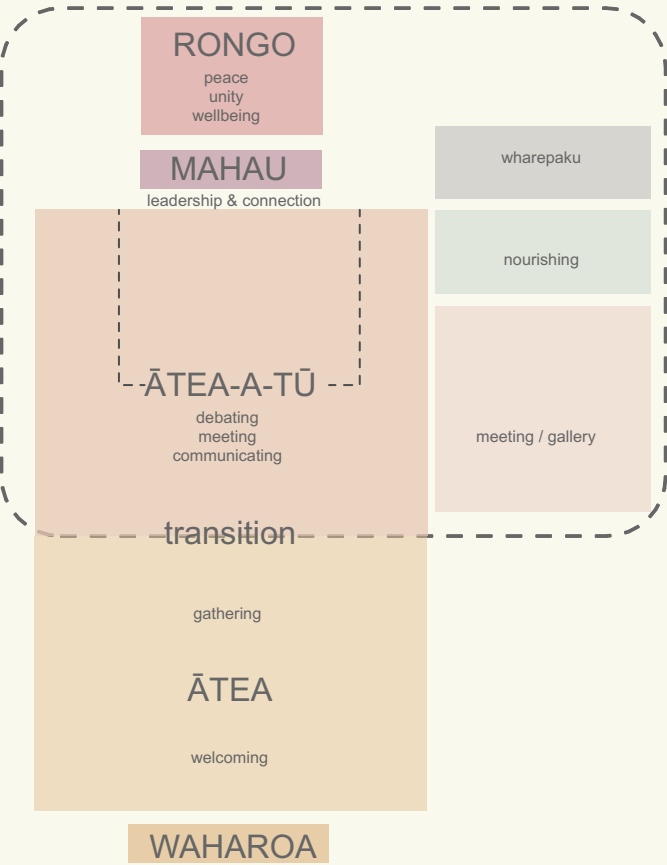 RONGO
peace
unity
wellbeing
MAHAU
leadership & connection
wharepaku
nourishing
ĀTEA-A-TŪ
debating
meeting
communicating
meeting / gallery
transition
gathering
ĀTEA
welcoming
WAHAROA